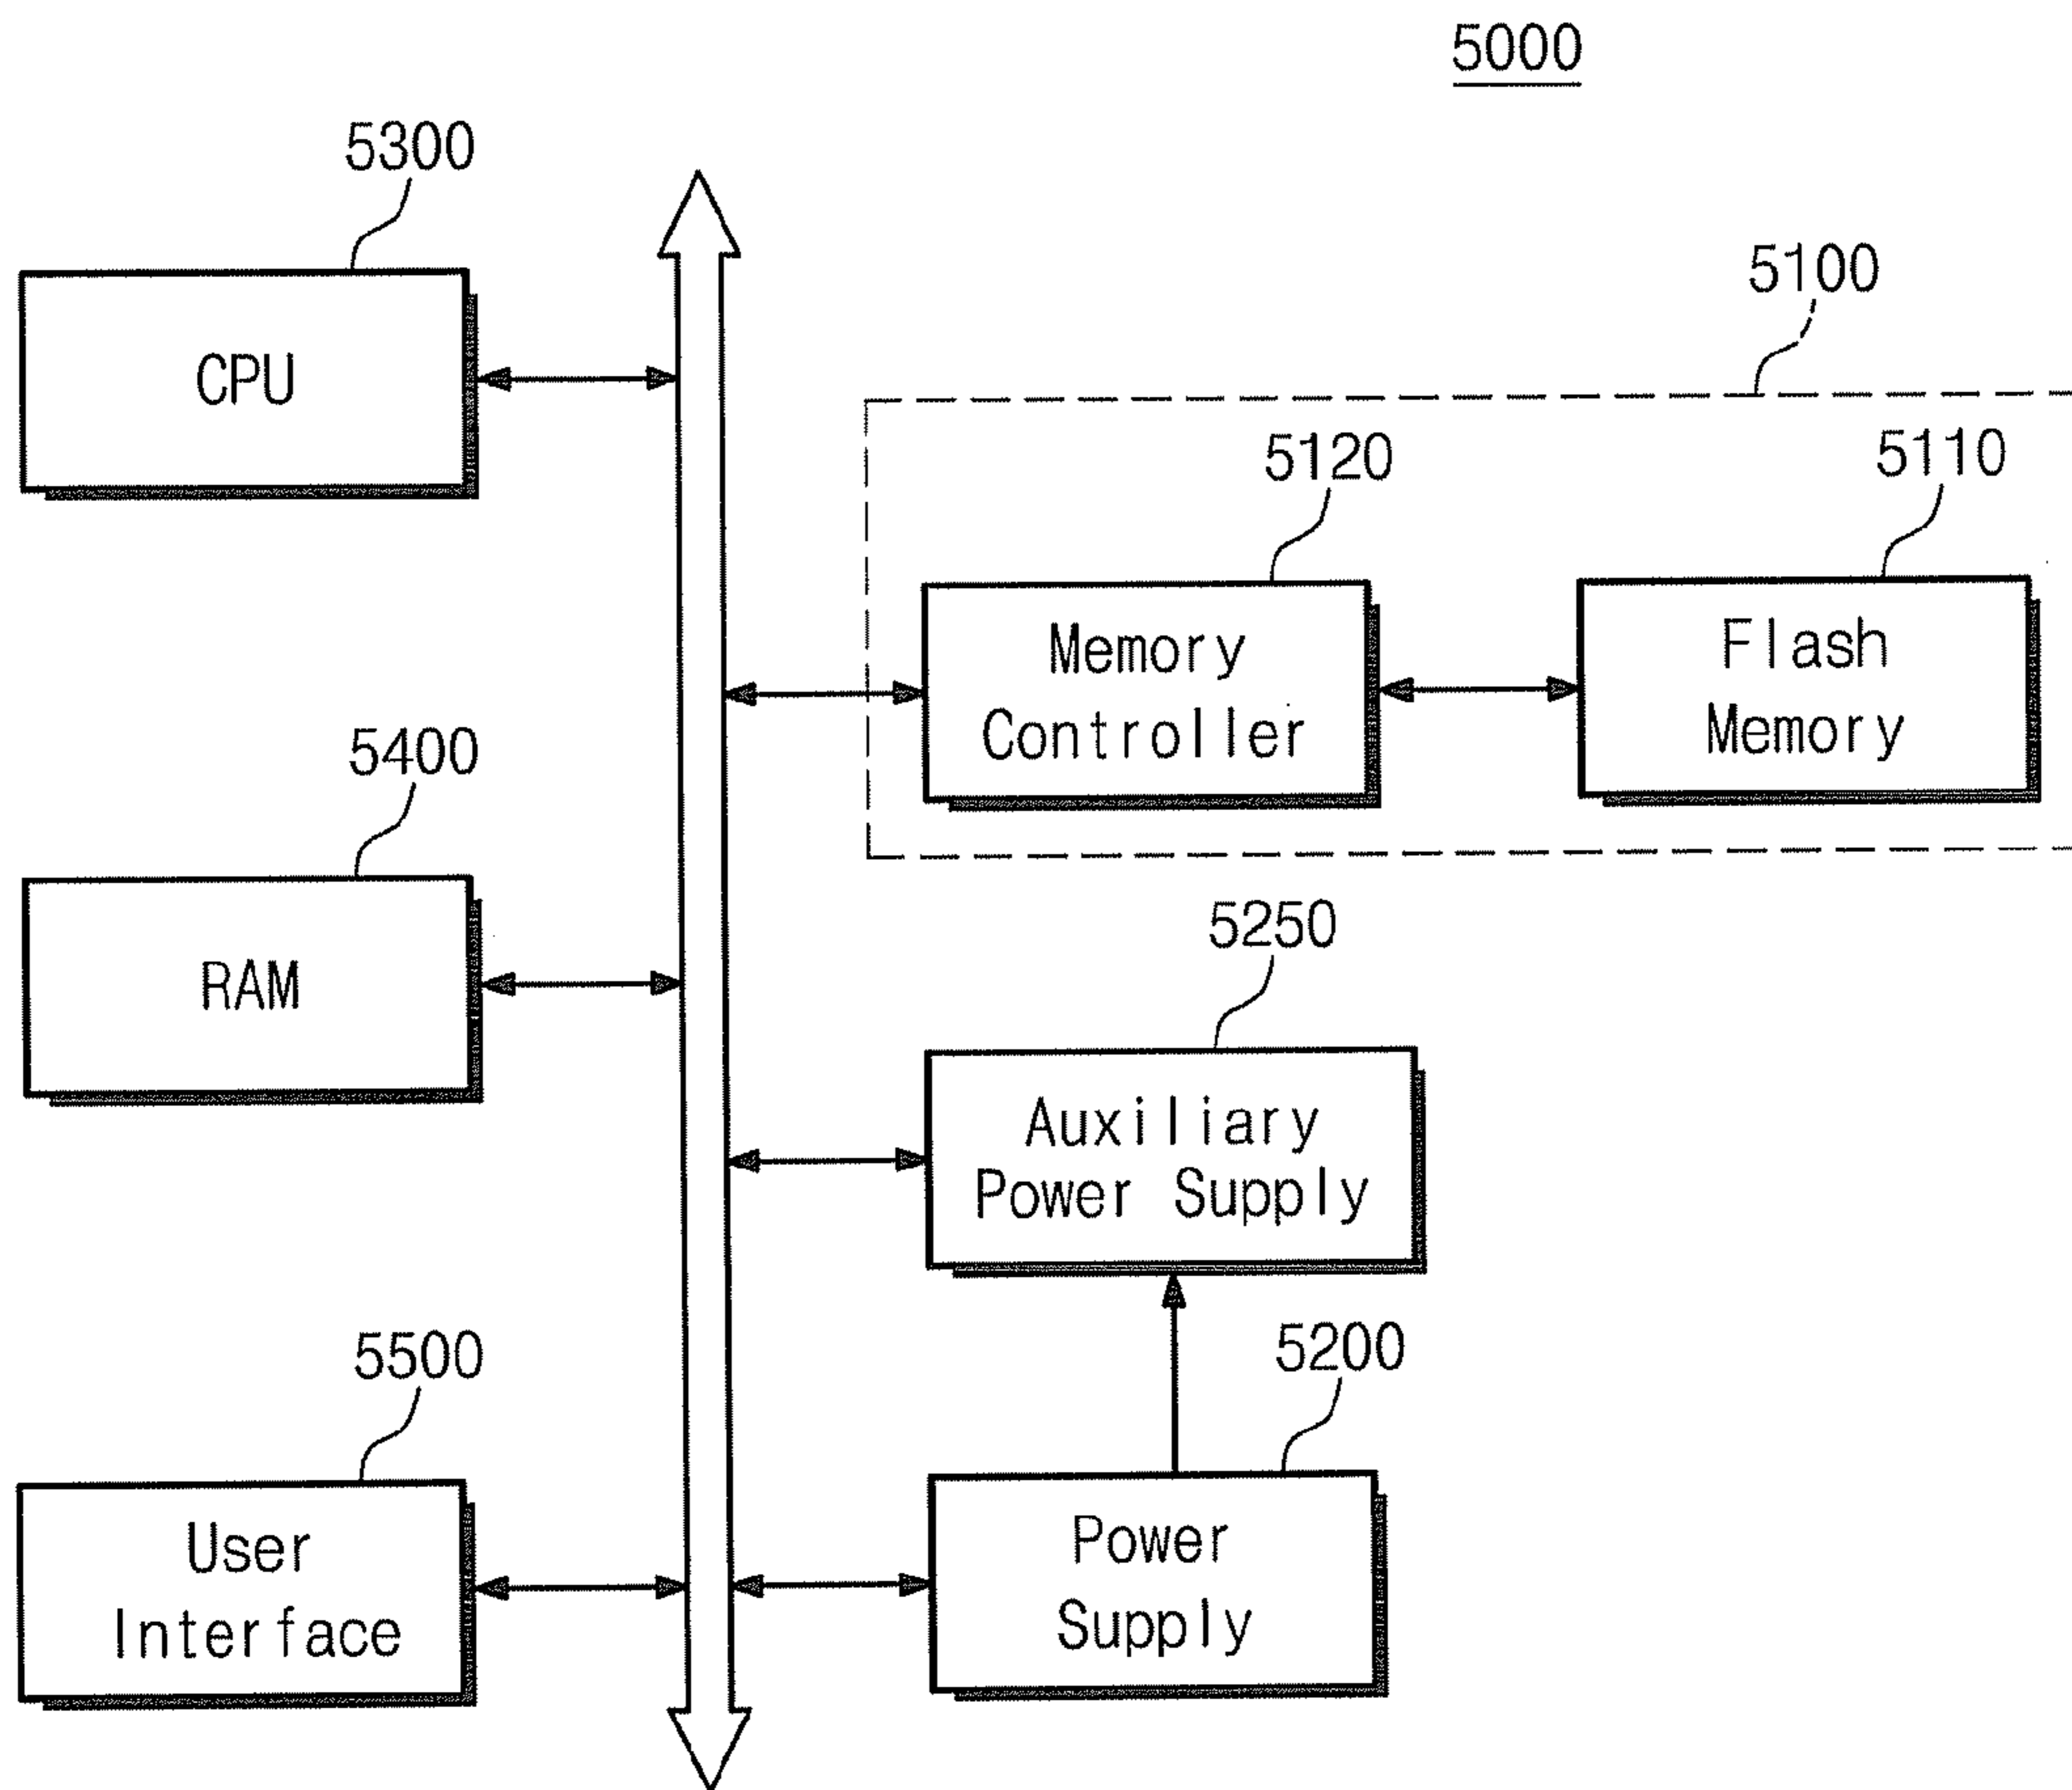 5000
5300
CPU
5100
5120
5110
Memory
Controller
Flash
Memory
5400
RAM
5250
Auxiliary
Power Supply
5500
User
Interface
5200
Power
Supply